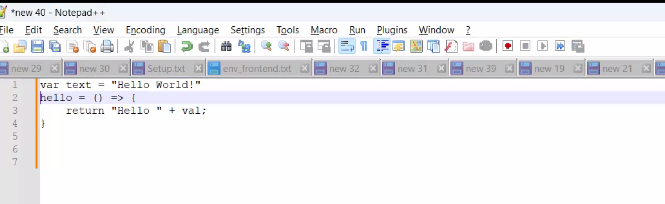 *new 40 - Notepad++
File Edit Search View Encoding Language Settings Tools Macro Run Plugins Window ?
new 29 new 30 Setup.txt env_frontend.txt new 32 new 33 new 31 new 39 new 19 new 21
1 var text = "Hello World!"
2 hello = () => {
3     return "Hello " + val;
4 }
5
6
7